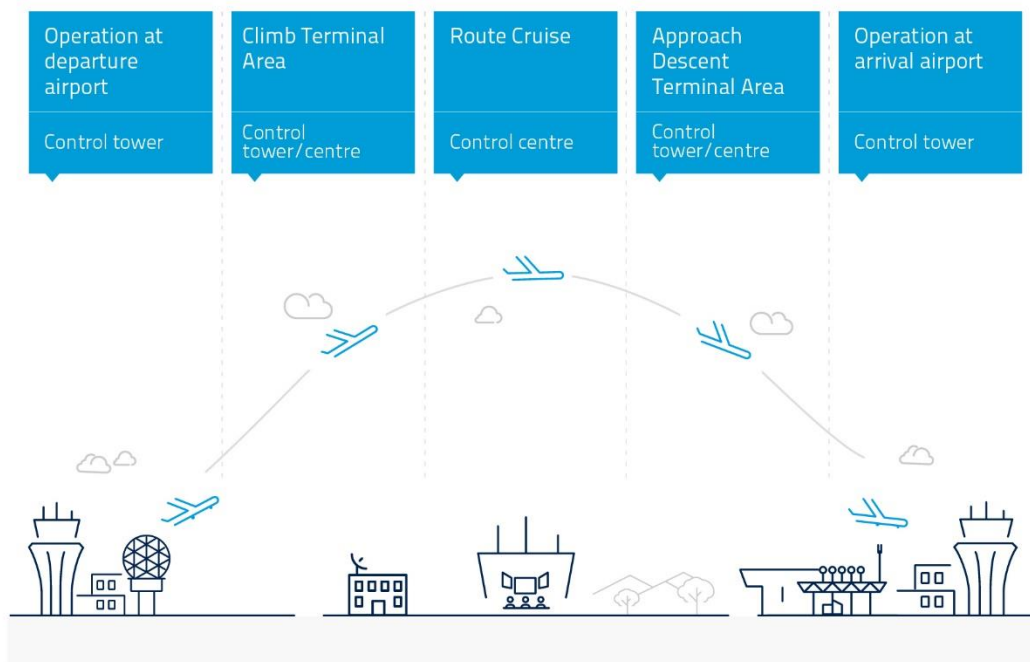 Operation at
departure
airport
Control tower
Climb Terminal
Area
Control
tower/centre
Route Cruise
Control centre
Approach
Descent
Terminal Area
Control
tower/centre
Operation at
arrival airport
Control tower